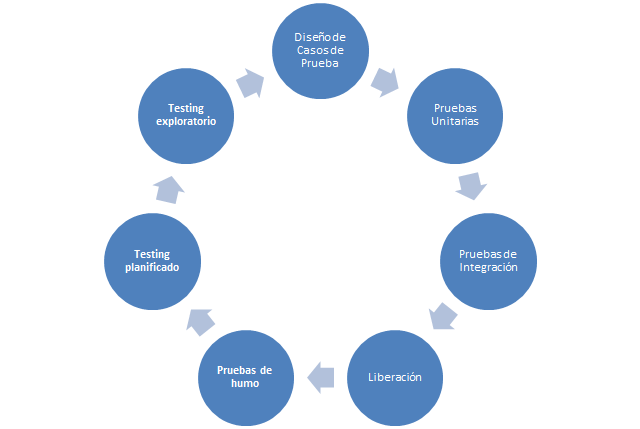 Diseño de
Casos de
Prueba
Pruebas
Unitarias
Pruebas de
Integración
Liberación
Pruebas de
humo
Testing
planificado
Testing
exploratorio